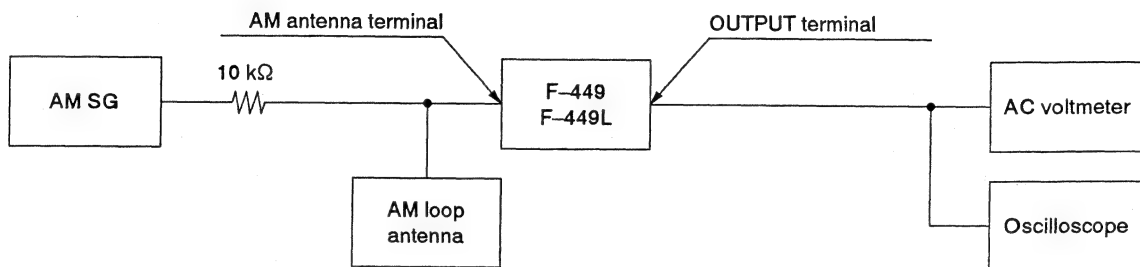 AM antenna terminal
OUTPUT terminal
10 kΩ
AM SG
F–449
F–449L
AC voltmeter
AM loop
antenna
Oscilloscope